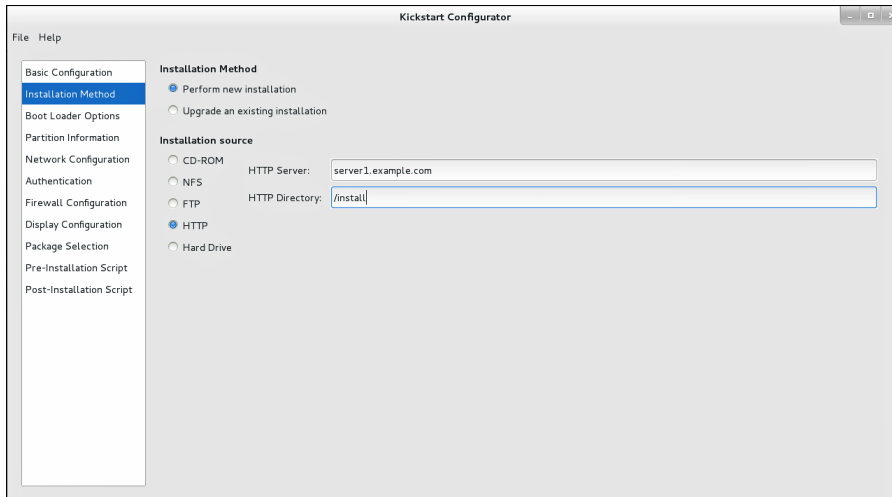 Kickstart Configurator
File Help
Basic Configuration
Installation Method
Boot Loader Options
Partition Information
Network Configuration
Authentication
Firewall Configuration
Display Configuration
Package Selection
Pre-Installation Script
Post-Installation Script
Installation Method
Perform new installation
Upgrade an existing installation
Installation source
CD-ROM
NFS
FTP
HTTP
Hard Drive
HTTP Server: server1.example.com
HTTP Directory: /install